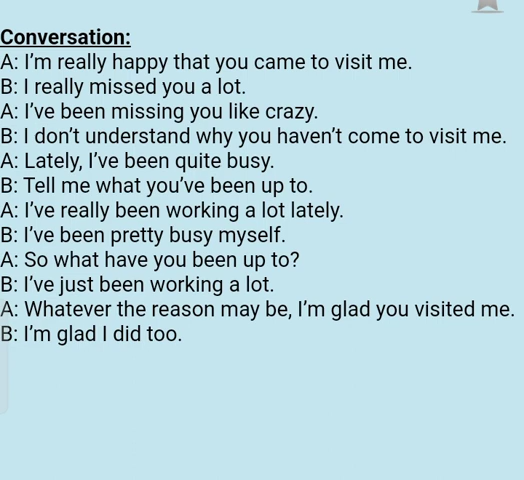 Conversation:
A: I’m really happy that you came to visit me.
B: I really missed you a lot.
A: I’ve been missing you like crazy.
B: I don’t understand why you haven’t come to visit me.
A: Lately, I’ve been quite busy.
B: Tell me what you’ve been up to.
A: I’ve really been working a lot lately.
B: I’ve been pretty busy myself.
A: So what have you been up to?
B: I’ve just been working a lot.
A: Whatever the reason may be, I’m glad you visited me.
B: I’m glad I did too.